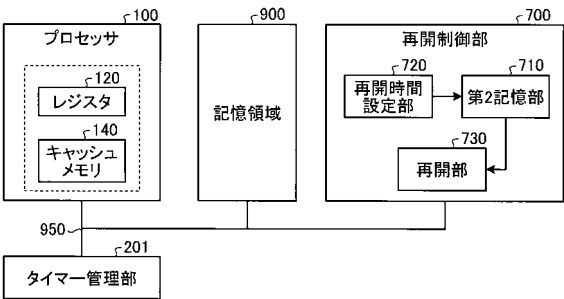 100
プロセッサ
120
レジスタ
140
キャッシュ
メモリ
900
記憶領域
700
再開制御部
720
再開時間
設定部
710
第2記憶部
730
再開部
950
201
タイマー管理部